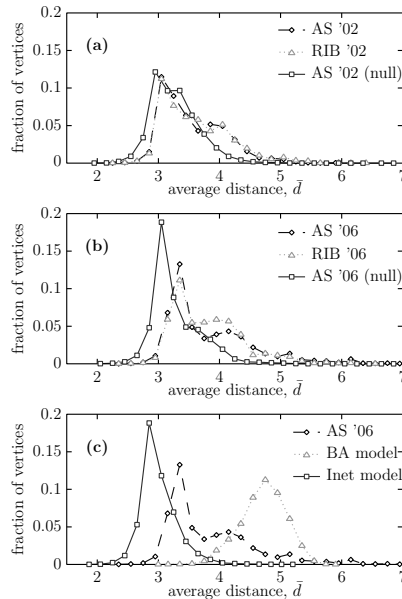 0.2
0.15
0.1
0.05
0
fraction of vertices
(a)
AS '02
RIB '02
AS '02 (null)
2 3 4 5 6 7
average distance, d̄
0.2
0.15
0.1
0.05
0
fraction of vertices
(b)
AS '06
RIB '06
AS '06 (null)
2 3 4 5 6 7
average distance, d̄
0.2
0.15
0.1
0.05
0
fraction of vertices
(c)
AS '06
BA model
Inet model
2 3 4 5 6 7
average distance, d̄